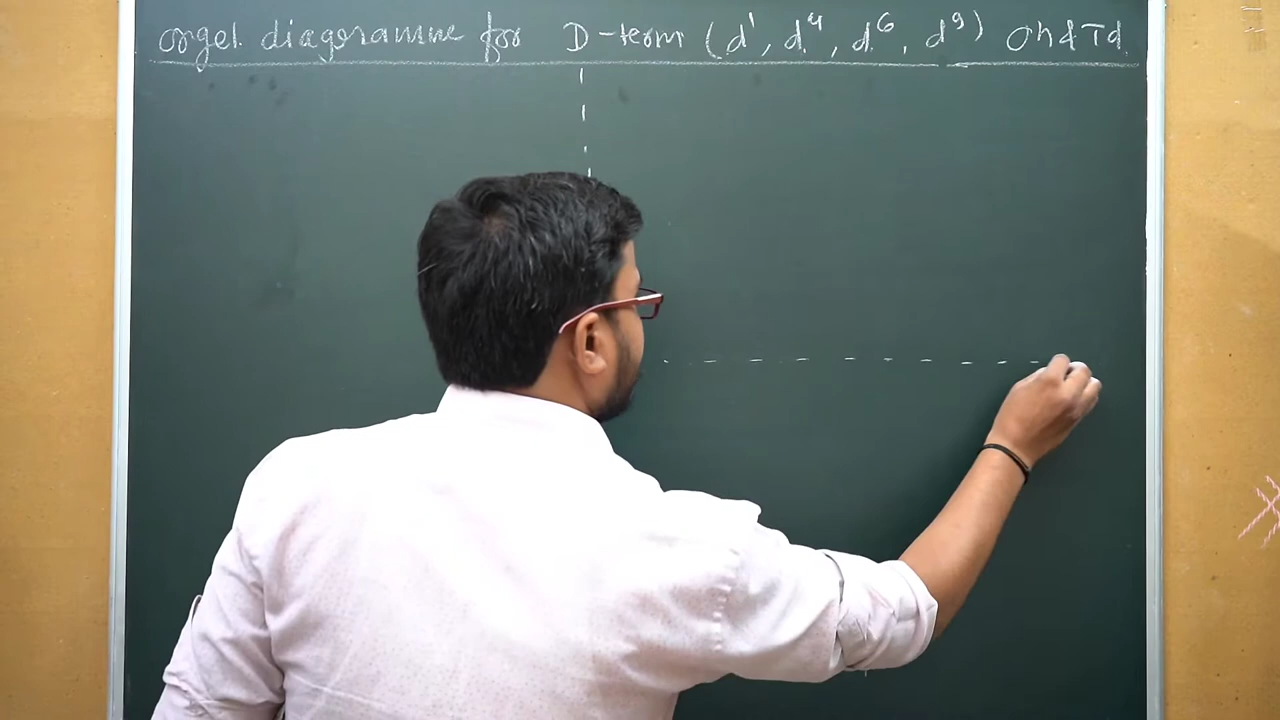 orgel diagramme for D-term (d¹, d⁴, d⁶, d⁹) Oh & Td